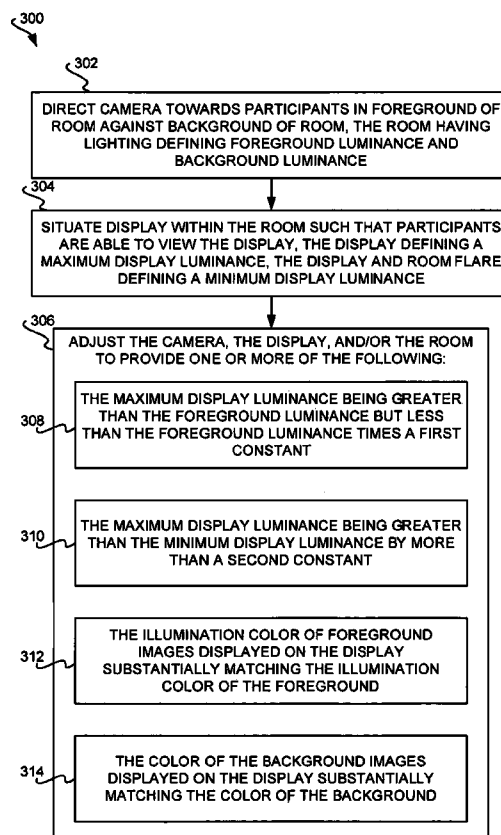 300
302
DIRECT CAMERA TOWARDS PARTICIPANTS IN FOREGROUND OF
ROOM AGAINST BACKGROUND OF ROOM, THE ROOM HAVING
LIGHTING DEFINING FOREGROUND LUMINANCE AND
BACKGROUND LUMINANCE
304
SITUATE DISPLAY WITHIN THE ROOM SUCH THAT PARTICIPANTS
ARE ABLE TO VIEW THE DISPLAY, THE DISPLAY DEFINING A
MAXIMUM DISPLAY LUMINANCE, THE DISPLAY AND ROOM FLARE
DEFINING A MINIMUM DISPLAY LUMINANCE
306
ADJUST THE CAMERA, THE DISPLAY, AND/OR THE ROOM
TO PROVIDE ONE OR MORE OF THE FOLLOWING:
308
THE MAXIMUM DISPLAY LUMINANCE BEING GREATER
THAN THE FOREGROUND LUMINANCE BUT LESS
THAN THE FOREGROUND LUMINANCE TIMES A FIRST
CONSTANT
310
THE MAXIMUM DISPLAY LUMINANCE BEING GREATER
THAN THE MINIMUM DISPLAY LUMINANCE BY MORE
THAN A SECOND CONSTANT
312
THE ILLUMINATION COLOR OF FOREGROUND
IMAGES DISPLAYED ON THE DISPLAY
SUBSTANTIALLY MATCHING THE ILLUMINATION
COLOR OF THE FOREGROUND
314
THE COLOR OF THE BACKGROUND IMAGES
DISPLAYED ON THE DISPLAY SUBSTANTIALLY
MATCHING THE COLOR OF THE BACKGROUND